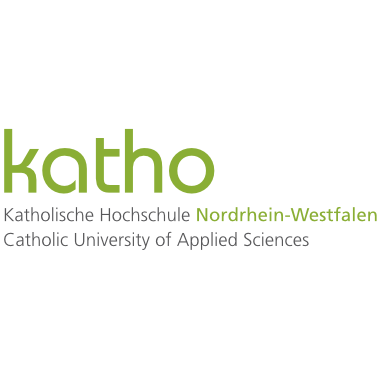 katho
Katholische Hochschule Nordrhein-Westfalen
Catholic University of Applied Sciences